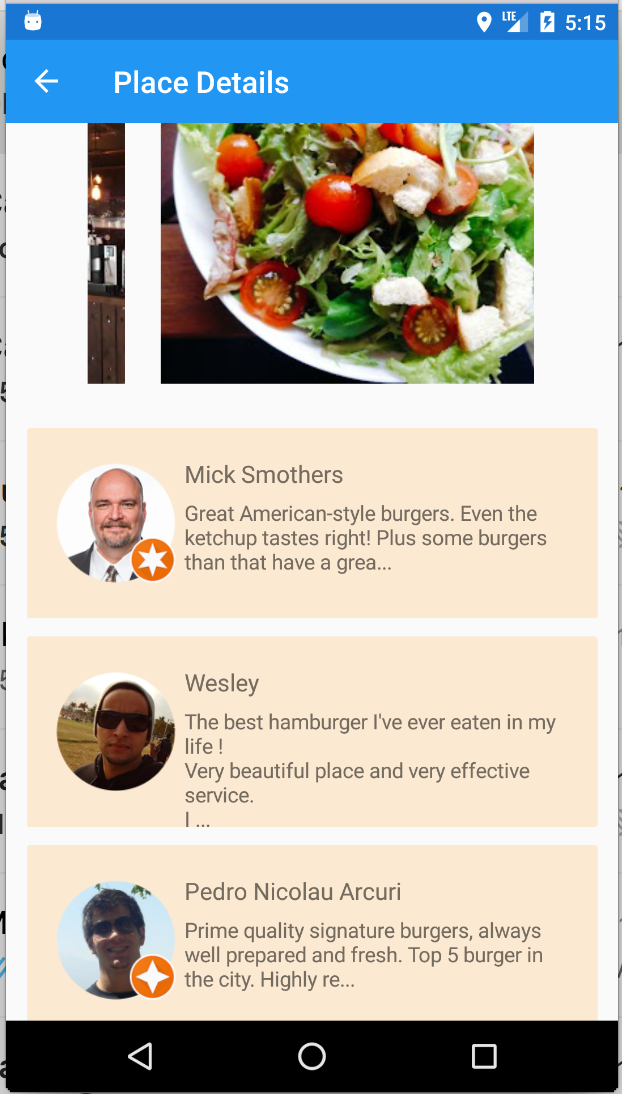 LTE 5:15
Place Details
Mick Smothers
Great American-style burgers. Even the
ketchup tastes right! Plus some burgers
than that have a grea...
Wesley
The best hamburger I've ever eaten in my
life !
Very beautiful place and very effective
service.
I ...
Pedro Nicolau Arcuri
Prime quality signature burgers, always
well prepared and fresh. Top 5 burger in
the city. Highly re...